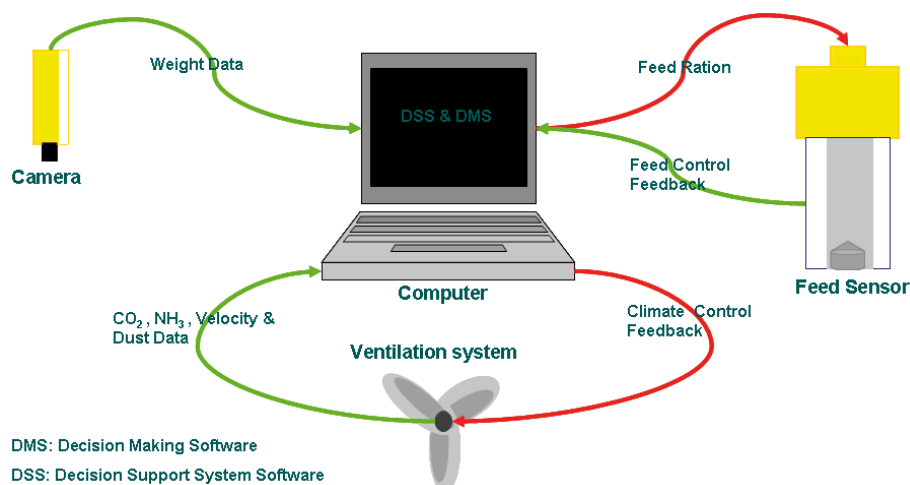 Weight Data
Feed Ration
DSS & DMS
Camera
Feed Control
Feedback
Computer
Feed Sensor
CO₂ , NH₃ , Velocity &
Dust Data
Climate Control
Feedback
Ventilation system
DMS: Decision Making Software
DSS: Decision Support System Software